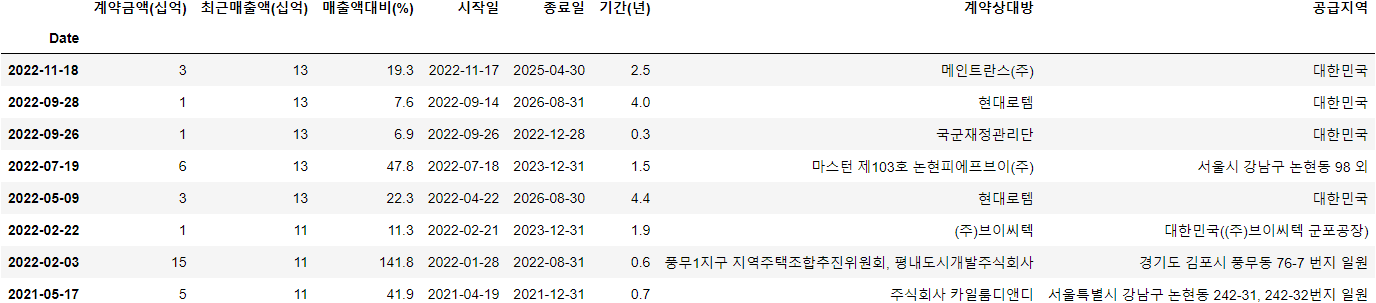 계약금액(십억) 최근매출액(십억) 매출액대비(%) 시작일 종료일 기간(년) 계약상대방 공급지역
Date
2022-11-18 3 13 19.3 2022-11-17 2025-04-30 2.5 메인트란스(주) 대한민국
2022-09-28 1 13 7.6 2022-09-14 2026-08-31 4.0 현대로템 대한민국
2022-09-26 1 13 6.9 2022-09-26 2022-12-28 0.3 국군재정관리단 대한민국
2022-07-19 6 13 47.8 2022-07-18 2023-12-31 1.5 마스턴 제103호 논현피에프브이(주) 서울시 강남구 논현동 98 외
2022-05-09 3 13 22.3 2022-04-22 2026-08-30 4.4 현대로템 대한민국
2022-02-22 1 11 11.3 2022-02-21 2023-12-31 1.9 (주)브이씨텍 대한민국((주)브이씨텍 군포공장)
2022-02-03 15 11 141.8 2022-01-28 2022-08-31 0.6 풍무1지구 지역주택조합추진위원회, 평내도시개발주식회사 경기도 김포시 풍무동 76-7 번지 일원
2021-05-17 5 11 41.9 2021-04-19 2021-12-31 0.7 주식회사 카일룸디앤디 서울특별시 강남구 논현동 242-31, 242-32번지 일원